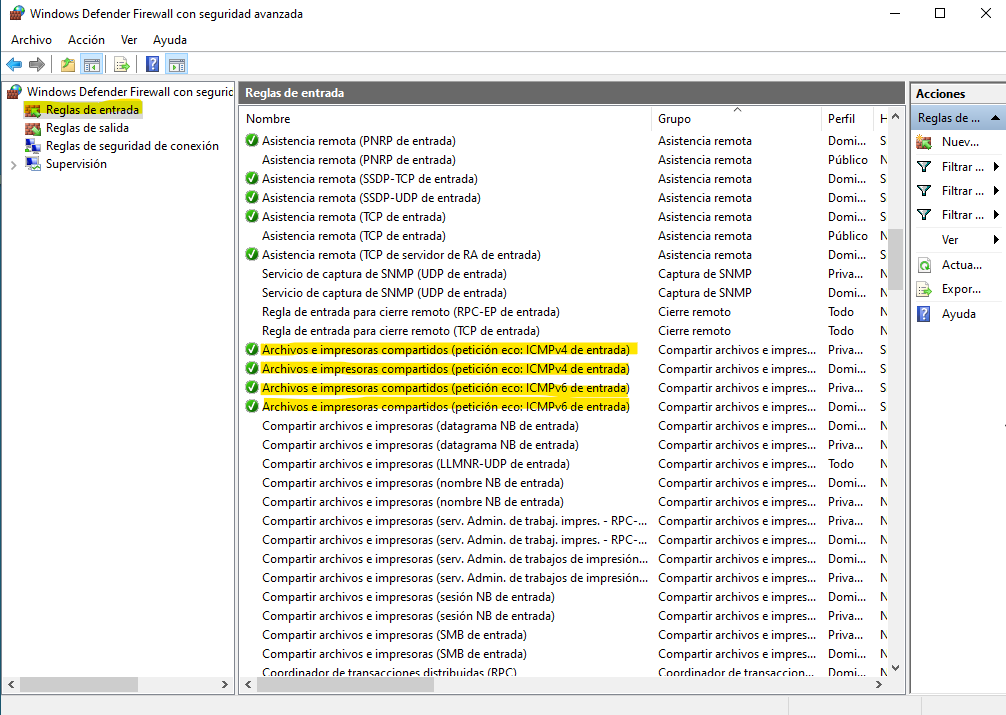 Windows Defender Firewall con seguridad avanzada
Archivo Acción Ver Ayuda
Windows Defender Firewall con seguric
Reglas de entrada
Reglas de salida
Reglas de seguridad de conexión
Supervisión
Reglas de entrada
Nombre Grupo Perfil H
Asistencia remota (PNRP de entrada) Asistencia remota Domi... S
Asistencia remota (PNRP de entrada) Asistencia remota Público N
Asistencia remota (SSDP-TCP de entrada) Asistencia remota Domi... S
Asistencia remota (SSDP-UDP de entrada) Asistencia remota Domi... S
Asistencia remota (TCP de entrada) Asistencia remota Domi... S
Asistencia remota (TCP de entrada) Asistencia remota Público N
Asistencia remota (TCP de servidor de RA de entrada) Asistencia remota Domi... S
Servicio de captura de SNMP (UDP de entrada) Captura de SNMP Priva... N
Servicio de captura de SNMP (UDP de entrada) Captura de SNMP Domi... N
Regla de entrada para cierre remoto (RPC-EP de entrada) Cierre remoto Todo N
Regla de entrada para cierre remoto (TCP de entrada) Cierre remoto Todo N
Archivos e impresoras compartidos (petición eco: ICMPv4 de entrada) Compartir archivos e impres... Priva... S
Archivos e impresoras compartidos (petición eco: ICMPv4 de entrada) Compartir archivos e impres... Domi... S
Archivos e impresoras compartidos (petición eco: ICMPv6 de entrada) Compartir archivos e impres... Priva... S
Archivos e impresoras compartidos (petición eco: ICMPv6 de entrada) Compartir archivos e impres... Domi... S
Compartir archivos e impresoras (datagrama NB de entrada) Compartir archivos e impres... Domi... N
Compartir archivos e impresoras (datagrama NB de entrada) Compartir archivos e impres... Priva... N
Compartir archivos e impresoras (LLMNR-UDP de entrada) Compartir archivos e impres... Todo N
Compartir archivos e impresoras (nombre NB de entrada) Compartir archivos e impres... Domi... N
Compartir archivos e impresoras (nombre NB de entrada) Compartir archivos e impres... Priva... N
Compartir archivos e impresoras (serv. Admin. de trabaj. impres. - RPC-... Compartir archivos e impres... Priva... N
Compartir archivos e impresoras (serv. Admin. de trabaj. impres. - RPC-... Compartir archivos e impres... Domi... N
Compartir archivos e impresoras (serv. Admin. de trabajos de impresión... Compartir archivos e impres... Domi... N
Compartir archivos e impresoras (serv. Admin. de trabajos de impresión... Compartir archivos e impres... Priva... N
Compartir archivos e impresoras (sesión NB de entrada) Compartir archivos e impres... Domi... N
Compartir archivos e impresoras (sesión NB de entrada) Compartir archivos e impres... Priva... N
Compartir archivos e impresoras (SMB de entrada) Compartir archivos e impres... Priva... N
Compartir archivos e impresoras (SMB de entrada) Compartir archivos e impres... Domi... N
Coordinador de transacciones distribuidas (RPC) Coordinador de transaccion... Domi... N
Acciones
Reglas de ...
Nuev...
Filtrar ...
Filtrar ...
Filtrar ...
Ver
Actua...
Expor...
Ayuda